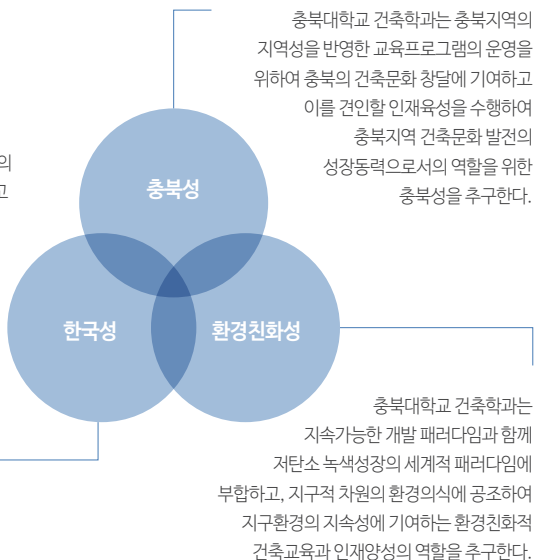 충북대학교 건축학과는 충북지역의
지역성을 반영한 교육프로그램의 운영을
위하여 충북의 건축문화 창달에 기여하고
이를 견인할 인재육성을 수행하여
충북지역 건축문화 발전의
성장동력으로서의 역할을 위한
충북성을 추구한다.
의
고
충북성
한국성
환경친화성
충북대학교 건축학과는
지속가능한 개발 패러다임과 함께
저탄소 녹색성장의 세계적 패러다임에
부합하고, 지구적 차원의 환경의식에 공조하여
지구환경의 지속성에 기여하는 환경친화적
건축교육과 인재양성의 역할을 추구한다.